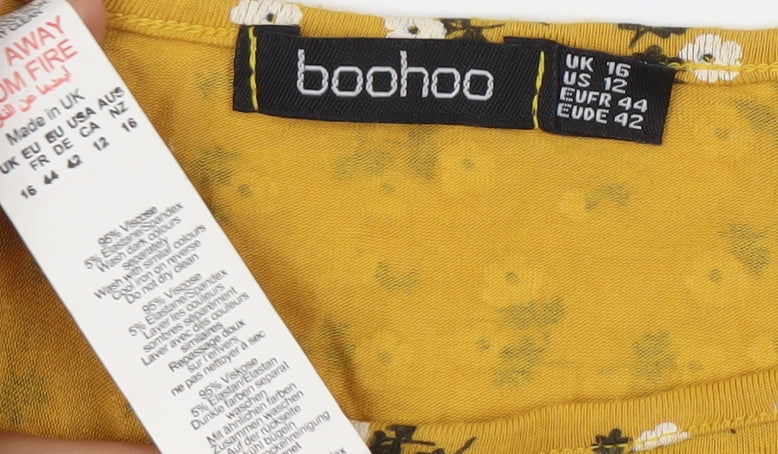 boohoo
UK 16
US 12
EUFR 44
EUDE 42
AWAY
FIRE
Made in UK
UK EU EU USA AUS
FR DE CA NZ
16 44 42 12 16
95% Viscose
5% Elastane/Spandex
Wash dark colours
separately
Wash with similar colours
Cool iron on reverse
Do not dry clean
95% Viscose
5% Elastane/Spandex
Laver les couleurs
sombres séparément
Laver avec des couleurs
similaires
Repassage doux
sur l'envers
ne pas nettoyer à sec
95% Viskose
5% Elastan/Elastan
Dunkle farben separat
waschen
Mit ähnlichen farben
zusammen waschen
Auf der rückseite
kühl bügeln